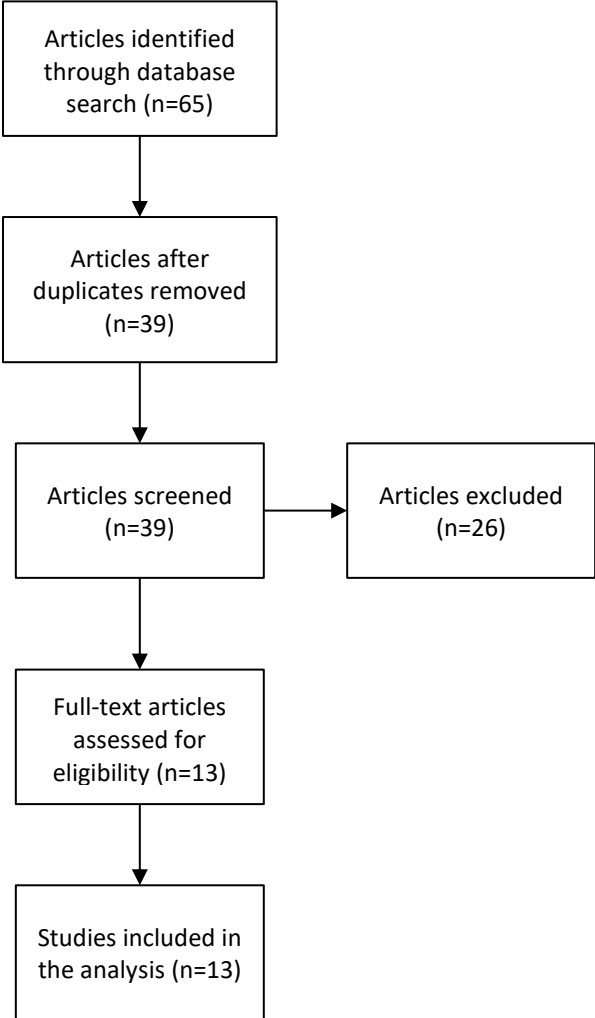 Articles identified
through database
search (n=65)
Articles after
duplicates removed
(n=39)
Articles screened
(n=39)
Articles excluded
(n=26)
Full-text articles
assessed for
eligibility (n=13)
Studies included in
the analysis (n=13)